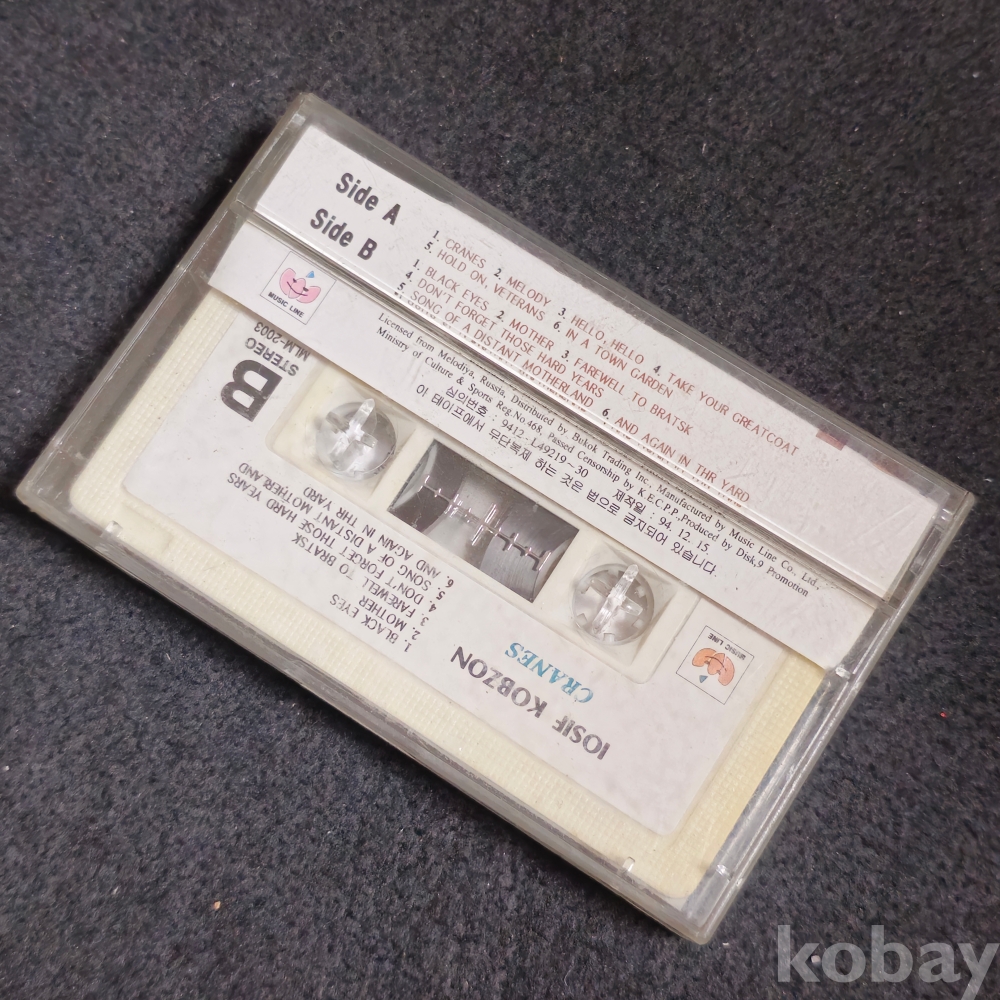 Side A
1. CRANES 2. MELODY 3. HELLO, HELLO 4. TAKE YOUR GREATCOAT
5. HOLD ON, VETERANS 6. IN A TOWN GARDEN
Side B
1. BLACK EYES 2. MOTHER 3. FAREWELL TO BRATSK
4. DON'T FORGET THOSE HARD YEARS
5. SONG OF A DISTANT MOTHERLAND 6. AND AGAIN IN THR YARD
MUSIC LINE
Licensed from Melodiya, Russia, Distributed by Bukok Trading Inc., Manufactured by Music Line Co., Ltd.,
Ministry of Culture & Sports Reg.No.468, Passed Censorship by K.E.C.P.P.,Produced by Disk,9 Promotion
심의번호 : 9412-L49219~30 제작일 : 94. 12. 15.
이 테이프에서 무단복제 하는 것은 법으로 금지되어 있습니다.
IOSIF KOBZON
CRANES
MUSIC LINE
1. BLACK EYES
2. MOTHER
3. FAREWELL TO BRATSK
4. DON'T FORGET THOSE HARD YEARS
5. SONG OF A DISTANT MOTHERLAND
6. AND AGAIN IN THR YARD
B
STEREO
MLM-2003
kobay